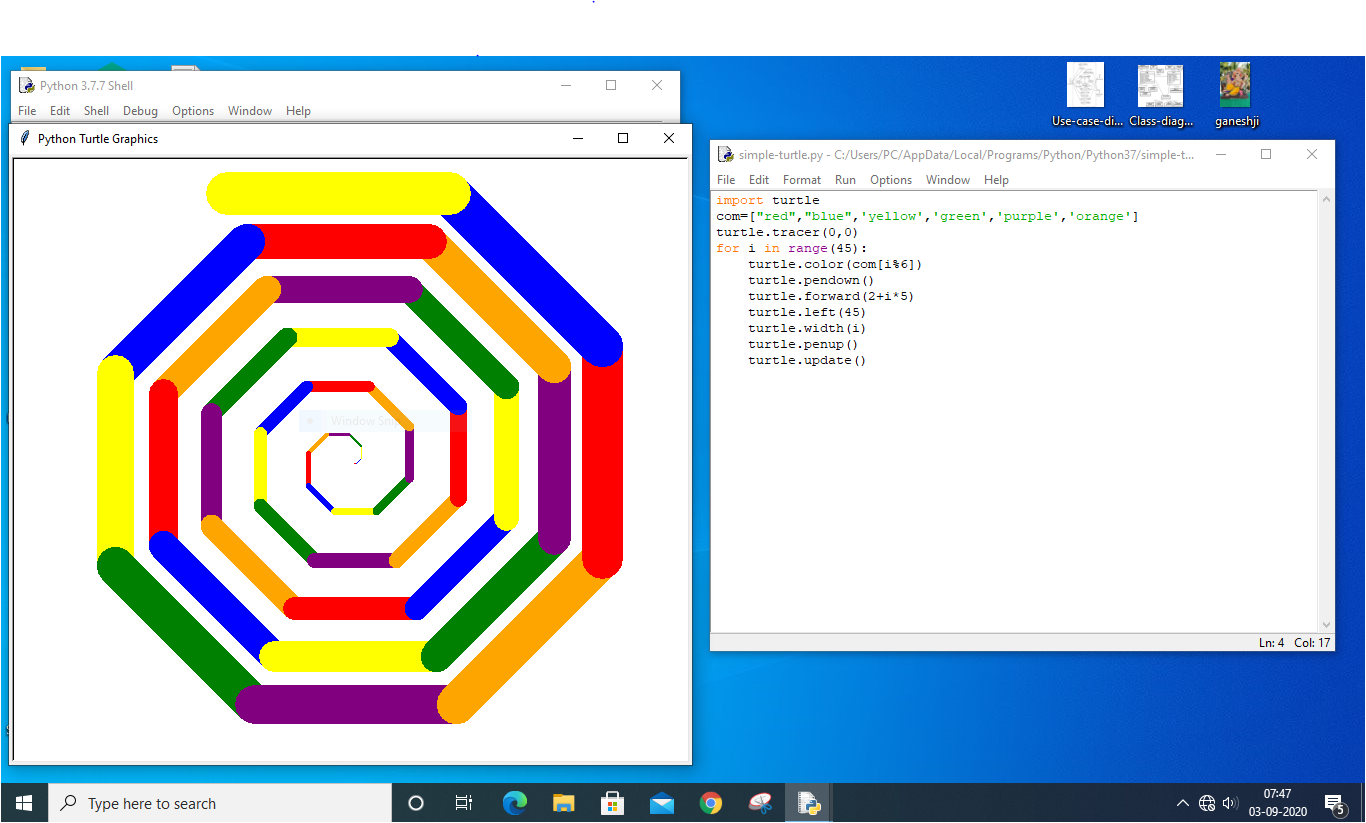 Python 3.7.7 Shell
File Edit Shell Debug Options Window Help
Python Turtle Graphics
Use-case-di... Class-diag... ganeshji
simple-turtle.py - C:/Users/PC/AppData/Local/Programs/Python/Python37/simple-t...
File Edit Format Run Options Window Help
import turtle
com=["red","blue",'yellow','green','purple','orange']
turtle.tracer(0,0)
for i in range(45):
    turtle.color(com[i%6])
    turtle.pendown()
    turtle.forward(2+i*5)
    turtle.left(45)
    turtle.width(i)
    turtle.penup()
    turtle.update()
Window
Ln: 4 Col: 17
Type here to search
07:47
03-09-2020
5